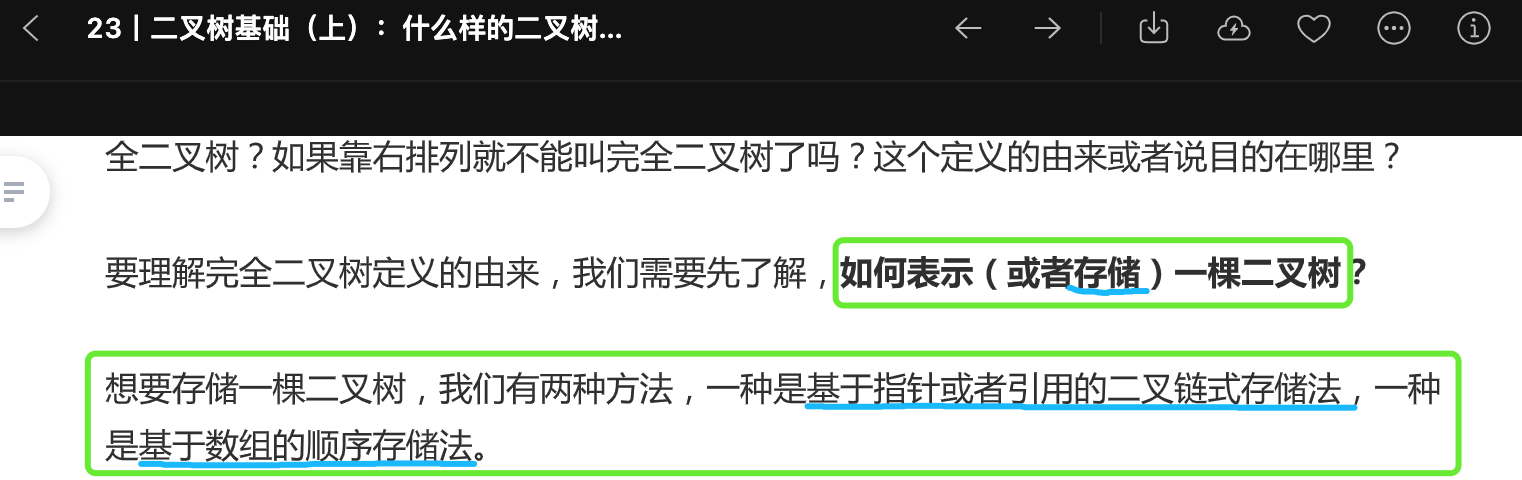 23丨二叉树基础（上）：什么样的二叉树...
全二叉树？如果靠右排列就不能叫完全二叉树了吗？这个定义的由来或者说目的在哪里？
要理解完全二叉树定义的由来，我们需要先了解，如何表示（或者存储）一棵二叉树？
想要存储一棵二叉树，我们有两种方法，一种是基于指针或者引用的二叉链式存储法，一种
是基于数组的顺序存储法。